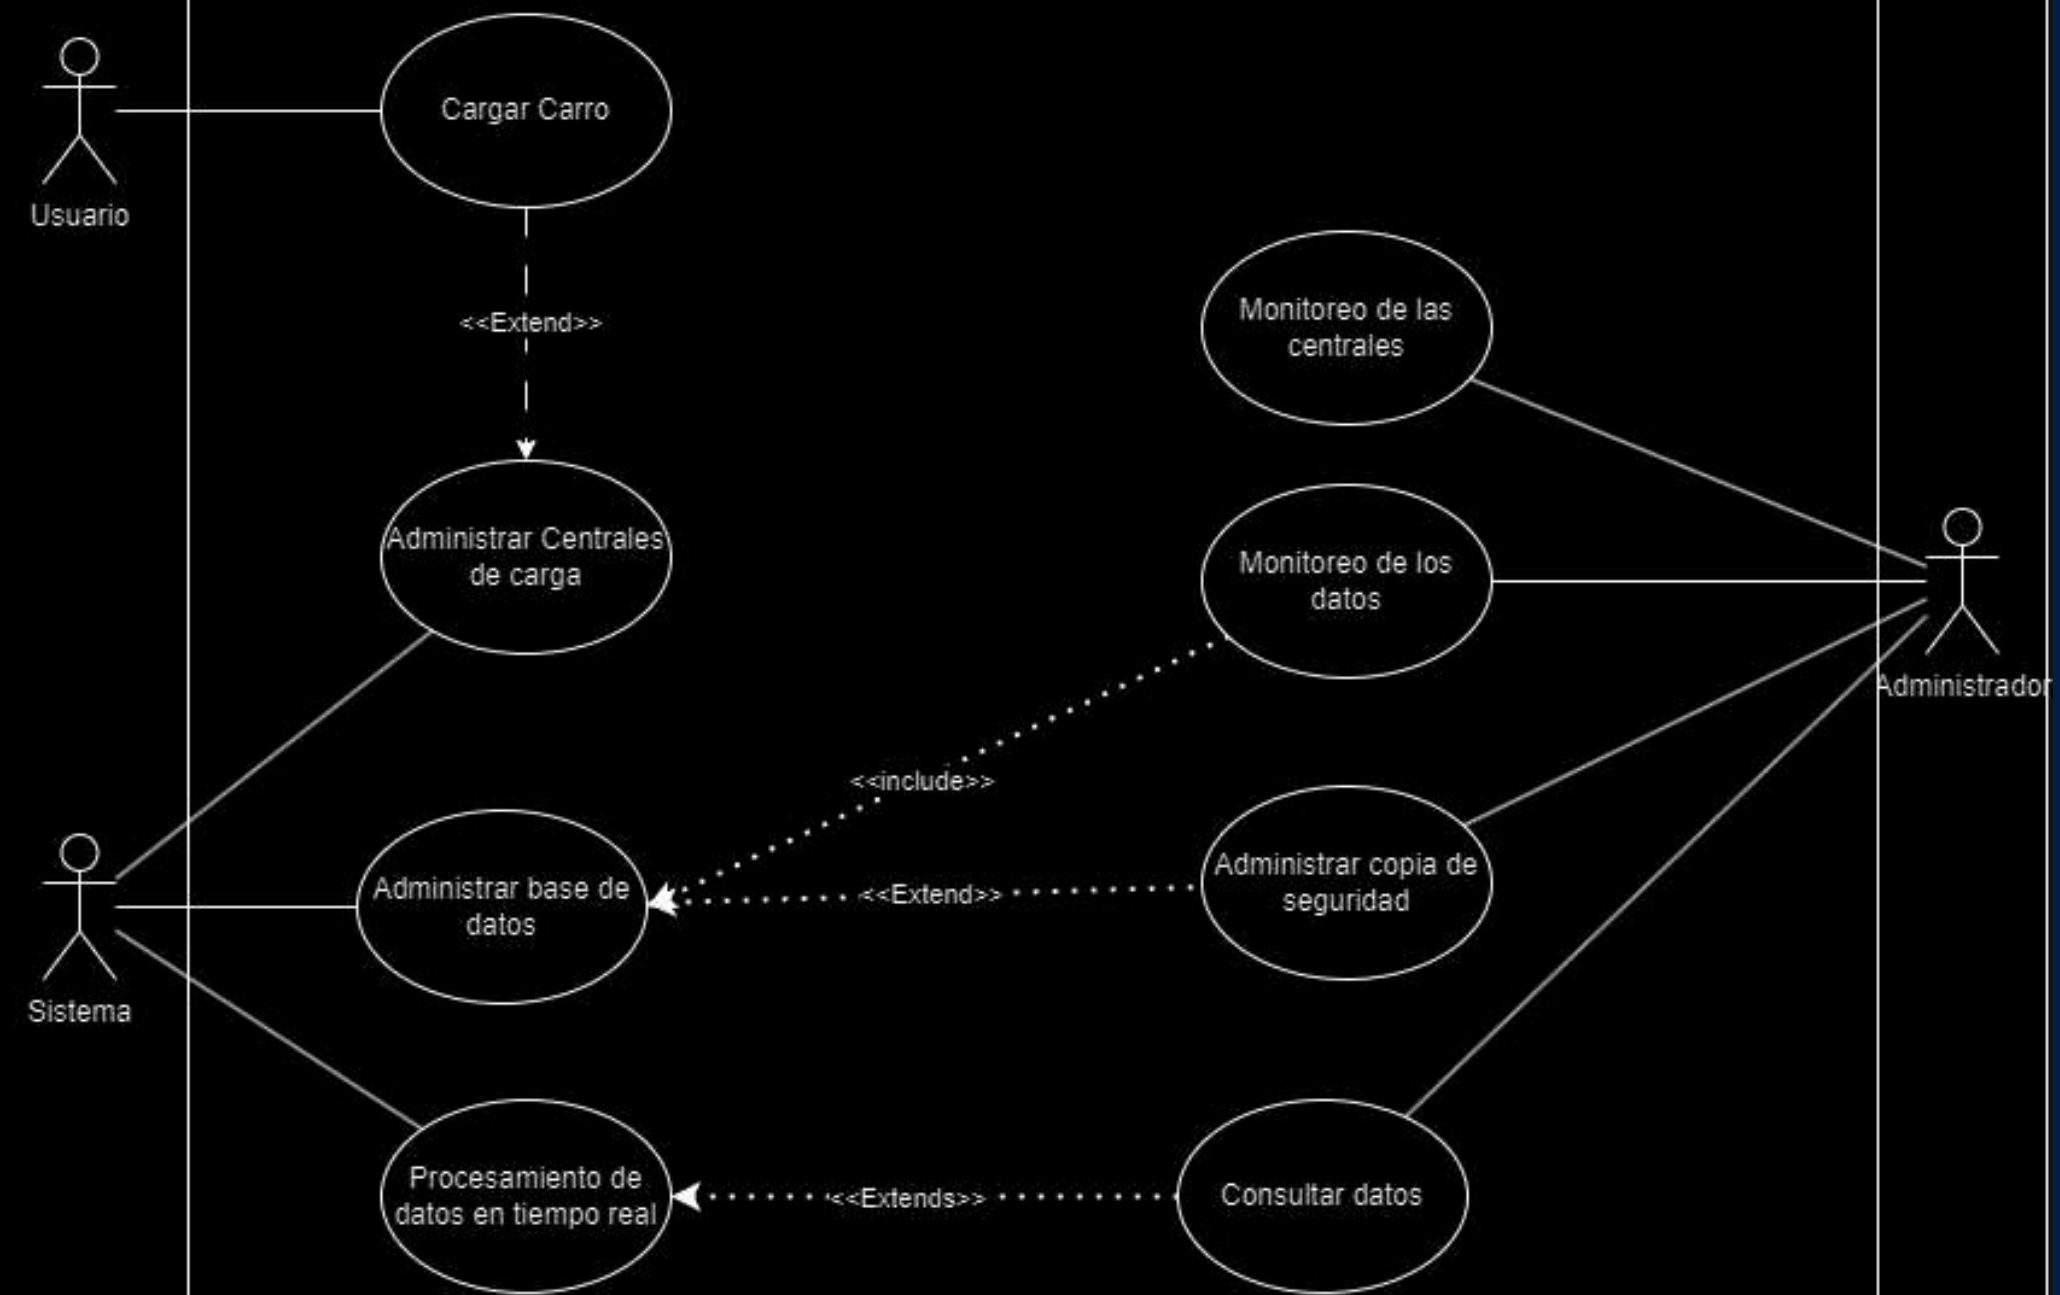 Cargar Carro
Usuario
<<Extend>>
Monitoreo de las
centrales
Administrar Centrales
de carga
Monitoreo de los
datos
Administrador
<<include>>
Administrar base de
datos
<<Extend>>
Administrar copia de
seguridad
Sistema
Procesamiento de
datos en tiempo real
<<Extends>>
Consultar datos